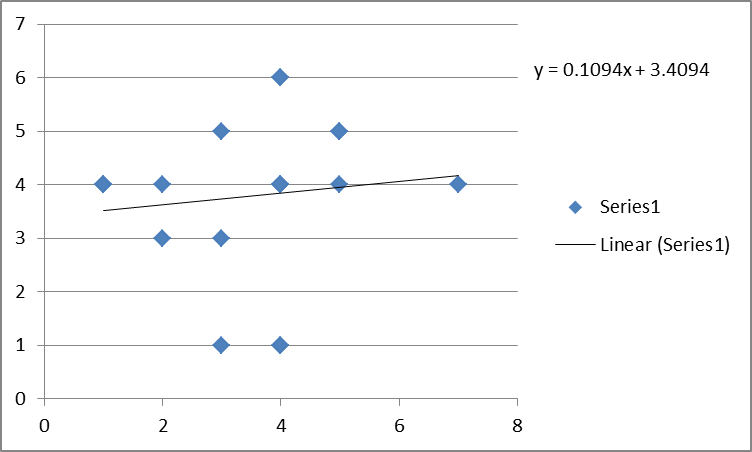 7
6
5
4
3
2
1
0
0 2 4 6 8
y = 0.1094x + 3.4094
Series1
Linear (Series1)